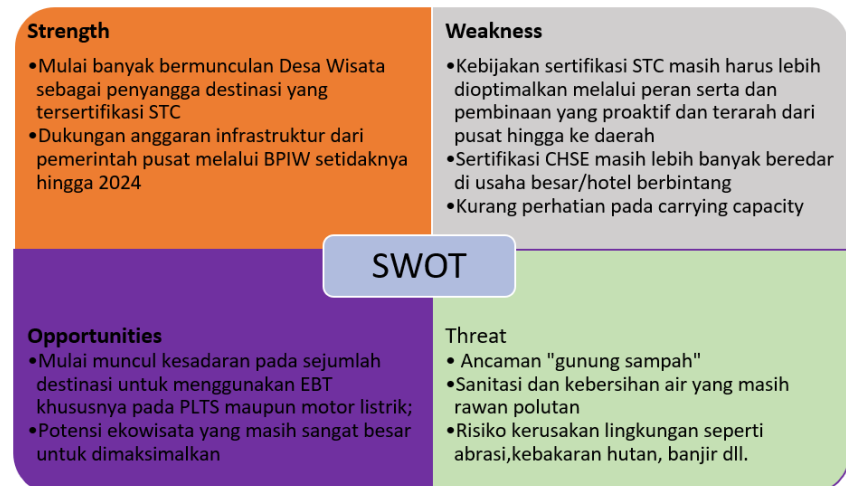 Strength
•Mulai banyak bermunculan Desa Wisata
sebagai penyangga destinasi yang
tersertifikasi STC
•Dukungan anggaran infrastruktur dari
pemerintah pusat melalui BPIW setidaknya
hingga 2024
Weakness
•Kebijakan sertifikasi STC masih harus lebih
dioptimalkan melalui peran serta dan
pembinaan yang proaktif dan terarah dari
pusat hingga ke daerah
•Sertifikasi CHSE masih lebih banyak beredar
di usaha besar/hotel berbintang
•Kurang perhatian pada carrying capacity
SWOT
Opportunities
•Mulai muncul kesadaran pada sejumlah
destinasi untuk menggunakan EBT
khususnya pada PLTS maupun motor listrik;
•Potensi ekowisata yang masih sangat besar
untuk dimaksimalkan
Threat
• Ancaman "gunung sampah"
•Sanitasi dan kebersihan air yang masih
rawan polutan
•Risiko kerusakan lingkungan seperti
abrasi,kebakaran hutan, banjir dll.